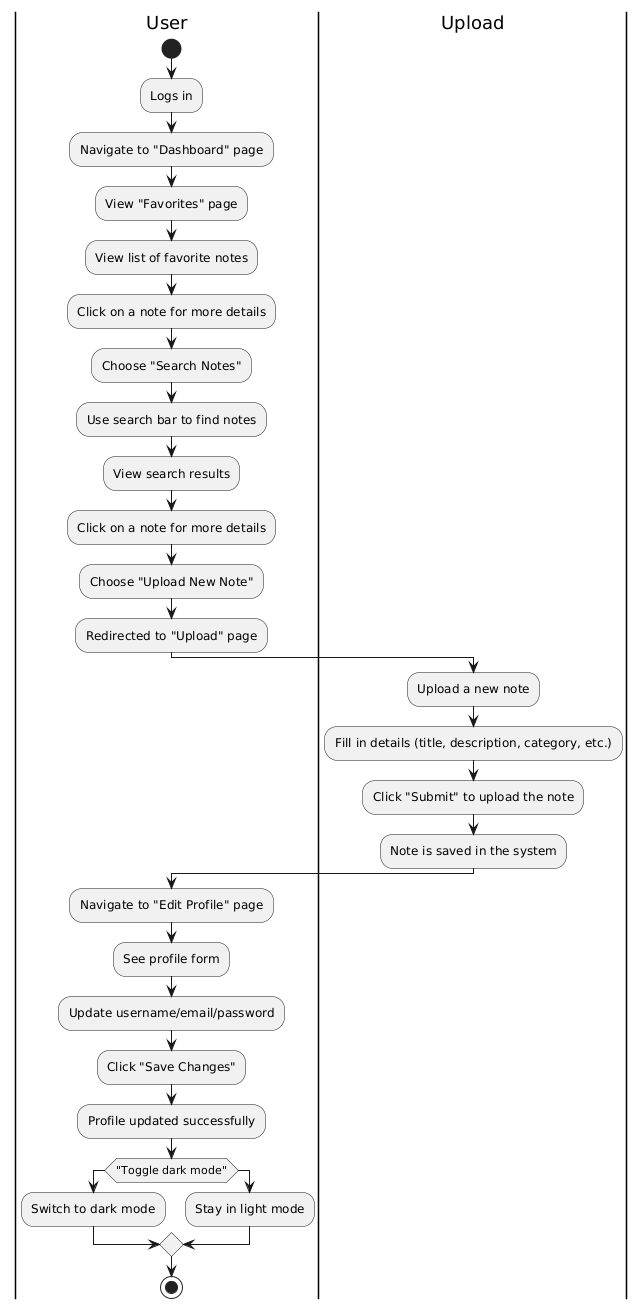 User
Upload
Logs in
Navigate to "Dashboard" page
View "Favorites" page
View list of favorite notes
Click on a note for more details
Choose "Search Notes"
Use search bar to find notes
View search results
Click on a note for more details
Choose "Upload New Note"
Redirected to "Upload" page
Upload a new note
Fill in details (title, description, category, etc.)
Click "Submit" to upload the note
Note is saved in the system
Navigate to "Edit Profile" page
See profile form
Update username/email/password
Click "Save Changes"
Profile updated successfully
"Toggle dark mode"
Switch to dark mode
Stay in light mode